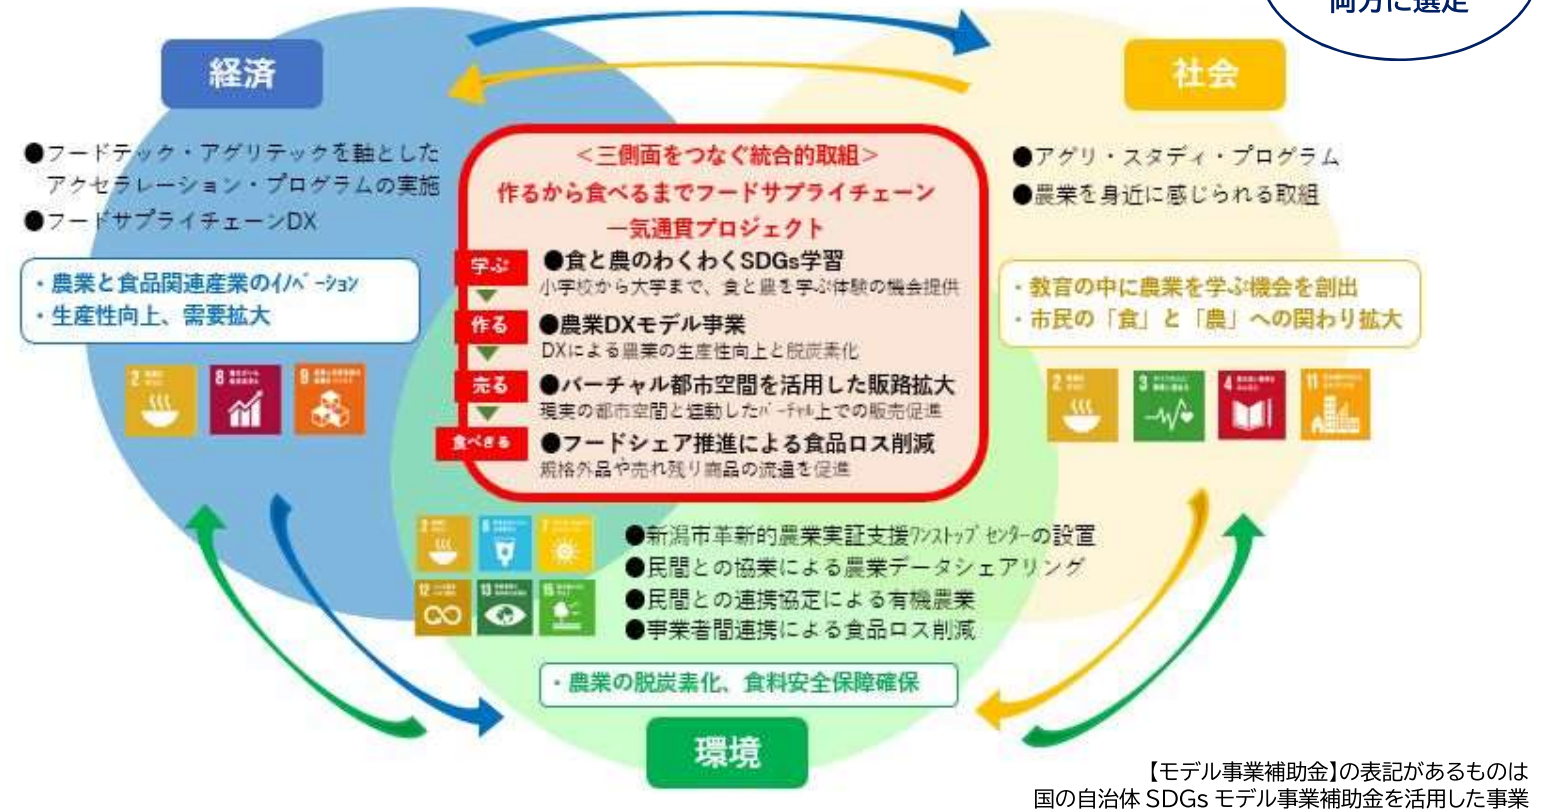 両方に選定
経済
社会
●フードテック・アグリテックを軸とした
アクセラレーション・プログラムの実施
●フードサプライチェーンDX
・農業と食品関連産業のｲﾉﾍﾞｰｼｮﾝ
・生産性向上、需要拡大
2
8
9
＜三側面をつなぐ統合的取組＞
作るから食べるまでフードサプライチェーン
一気通貫プロジェクト
学ぶ
●食と農のわくわくSDGs学習
小学校から大学まで、食と農を学ぶ体験の機会提供
作る
●農業DXモデル事業
DXによる農業の生産性向上と脱炭素化
売る
●バーチャル都市空間を活用した販路拡大
現実の都市空間と連動したﾊﾞｰﾁｬﾙ上での販売促進
食べきる
●フードシェア推進による食品ロス削減
規格外品や売れ残り商品の流通を促進
●アグリ・スタディ・プログラム
●農業を身近に感じられる取組
・教育の中に農業を学ぶ機会を創出
・市民の「食」と「農」への関わり拡大
2
3
4
11
2
6
7
12
13
15
●新潟市革新的農業実証支援ﾜﾝｽﾄｯﾌﾟｾﾝﾀｰの設置
●民間との協業による農業データシェアリング
●民間との連携協定による有機農業
●事業者間連携による食品ロス削減
・農業の脱炭素化、食料安全保障確保
環境
【モデル事業補助金】の表記があるものは
国の自治体 SDGs モデル事業補助金を活用した事業